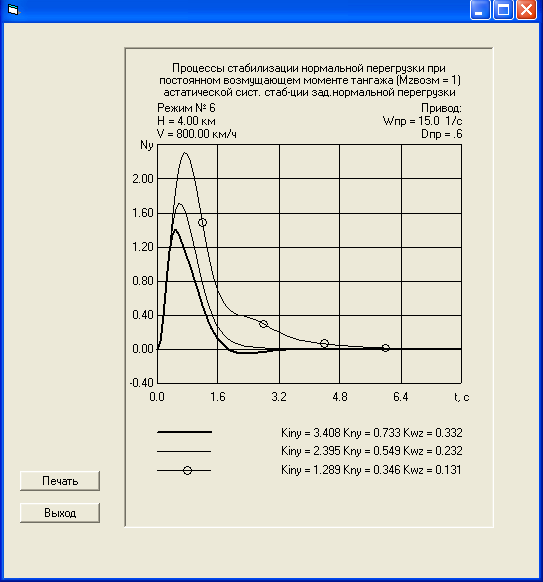 Процессы стабилизации нормальной перегрузки при
постоянном возмущающем моменте тангажа (Mzвозм = 1)
астатической сист. стаб-ции зад.нормальной перегрузки
Режим № 6
Привод:
H = 4.00 км
Wпр = 15.0 1/с
V = 800.00 км/ч
Dпр = .6
Ny
2.00
1.60
1.20
0.80
0.40
0.00
-0.40
0.0 1.6 3.2 4.8 6.4 t, c
Kiny = 3.408 Kny = 0.733 Kwz = 0.332
Kiny = 2.395 Kny = 0.549 Kwz = 0.232
Kiny = 1.289 Kny = 0.346 Kwz = 0.131
Печать
Выход